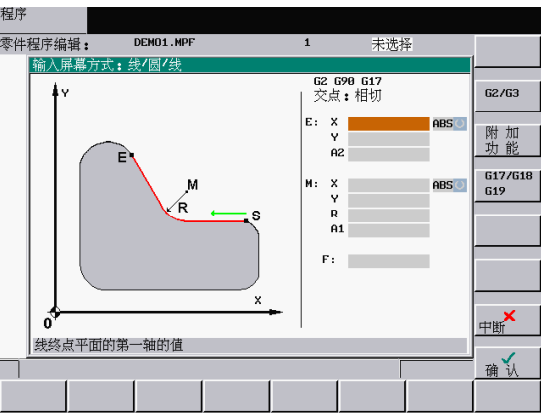 程序
零件程序编辑： DEMO1.MPF 1 未选择
输入屏幕方式：线/圆/线
G2 G90 G17
交点：相切
Y
E
M
R
S
X
0
E: X ABS
Y
A2
M: X ABS
Y
R
A1
F:
线终点平面的第一轴的值
G2/G3
附 加
功 能
G17/G18
G19
中断
确 认